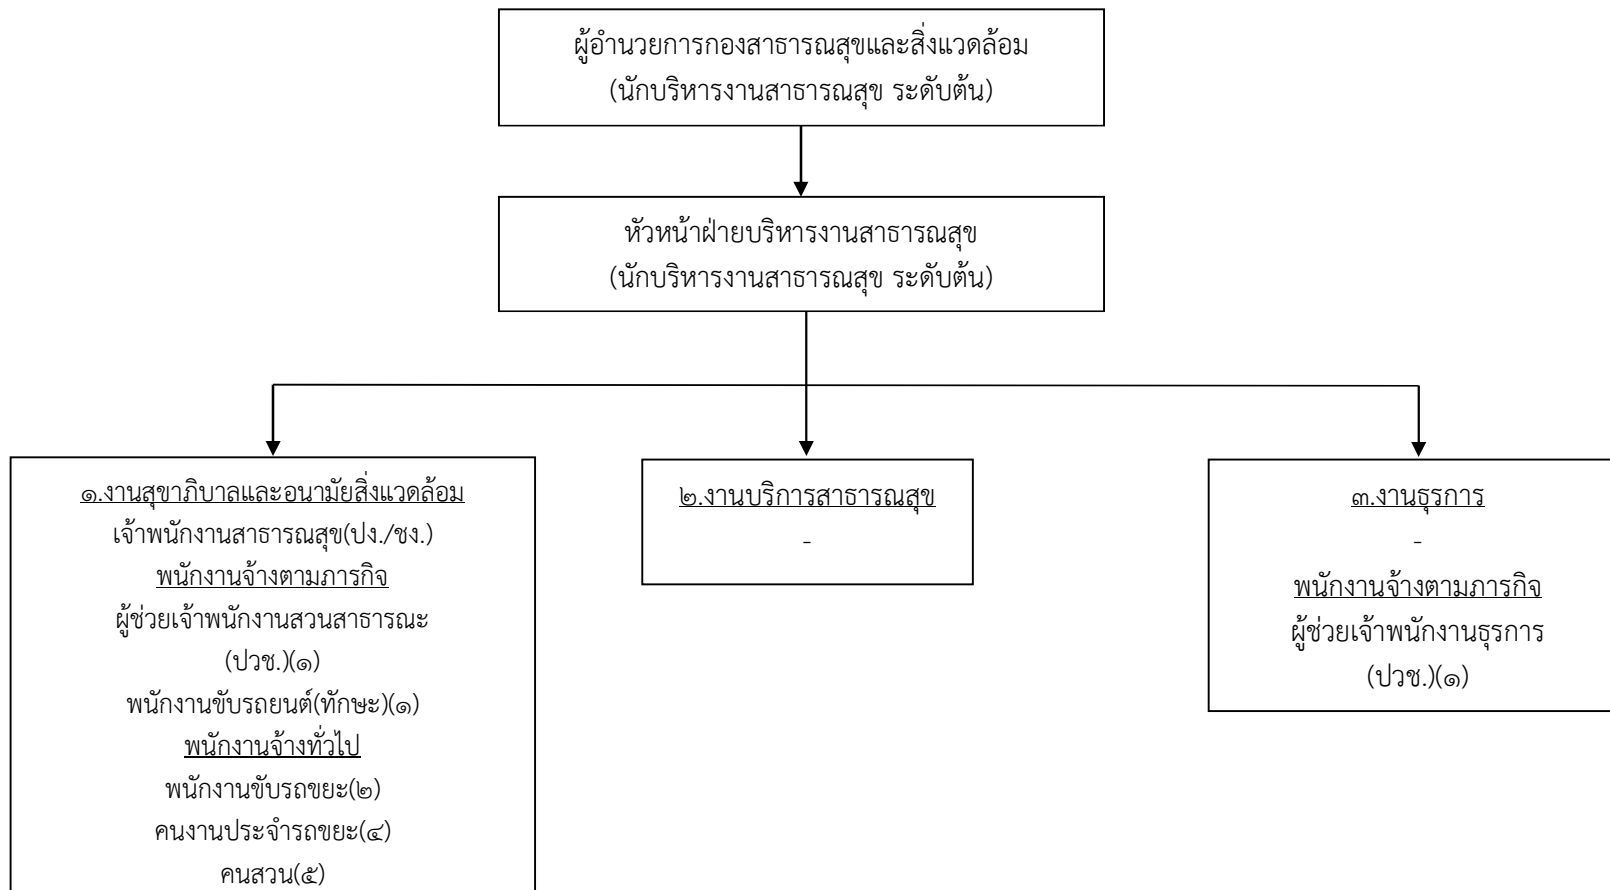 ผู้อำนวยการกองสาธารณสุขและสิ่งแวดล้อม
(นักบริหารงานสาธารณสุข ระดับต้น)
หัวหน้าฝ่ายบริหารงานสาธารณสุข
(นักบริหารงานสาธารณสุข ระดับต้น)
๑.งานสุขาภิบาลและอนามัยสิ่งแวดล้อม
เจ้าพนักงานสาธารณสุข(ปง./ชง.)
พนักงานจ้างตามภารกิจ
ผู้ช่วยเจ้าพนักงานสวนสาธารณะ
(ปวช.)(๑)
พนักงานขับรถยนต์(ทักษะ)(๑)
พนักงานจ้างทั่วไป
พนักงานขับรถขยะ(๒)
คนงานประจำรถขยะ(๔)
คนสวน(๕)
๒.งานบริการสาธารณสุข
-
๓.งานธุรการ
-
พนักงานจ้างตามภารกิจ
ผู้ช่วยเจ้าพนักงานธุรการ
(ปวช.)(๑)